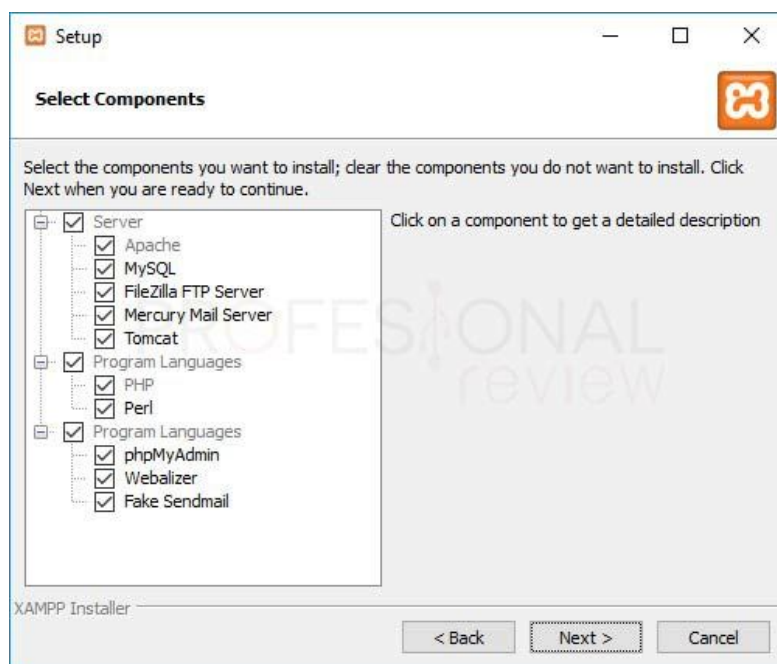 Setup
Select Components
Select the components you want to install; clear the components you do not want to install. Click
Next when you are ready to continue.
Server
Apache
MySQL
FileZilla FTP Server
Mercury Mail Server
Tomcat
Program Languages
PHP
Perl
Program Languages
phpMyAdmin
Webalizer
Fake Sendmail
Click on a component to get a detailed description
PROFESIONAL
review
XAMPP Installer
< Back
Next >
Cancel